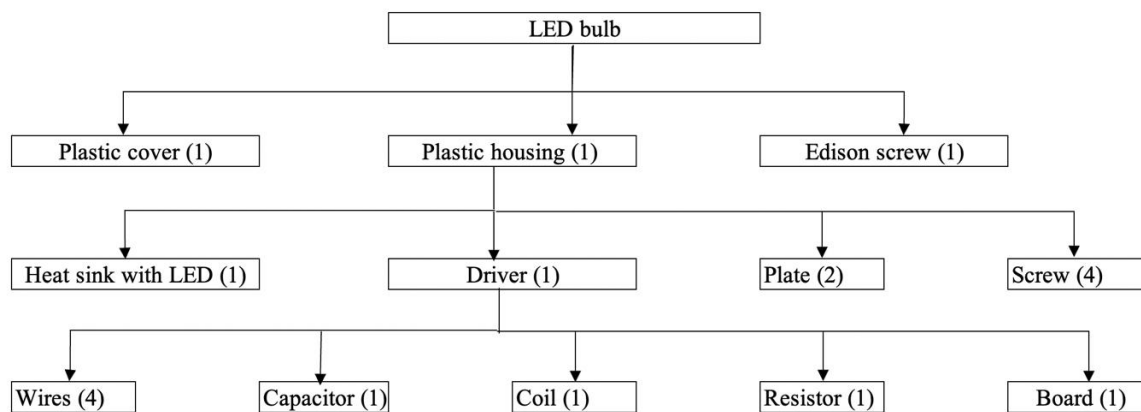 LED bulb
Plastic cover (1)
Plastic housing (1)
Edison screw (1)
Heat sink with LED (1)
Driver (1)
Plate (2)
Screw (4)
Wires (4)
Capacitor (1)
Coil (1)
Resistor (1)
Board (1)